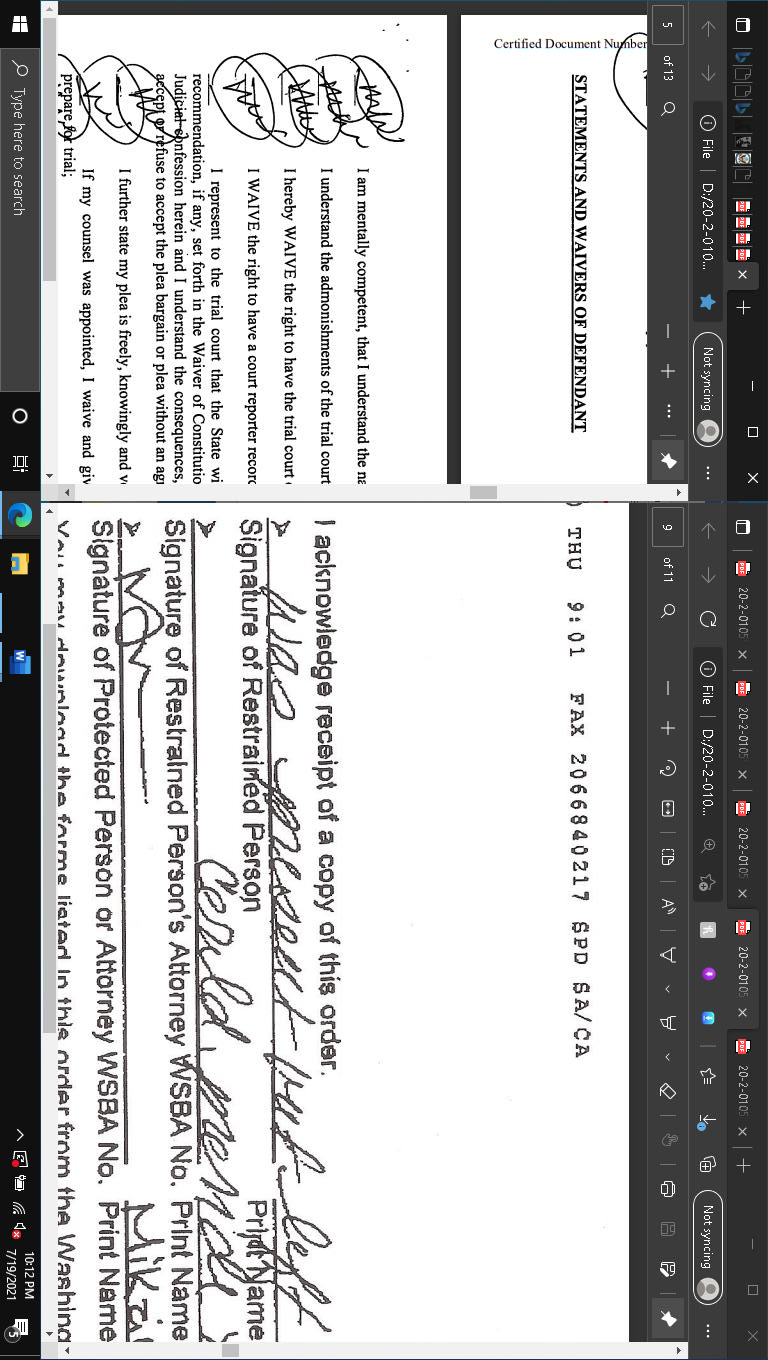 File D:/20-2-010... Not syncing
5 of 13
Certified Document Number
STATEMENTS AND WAIVERS OF DEFENDANT
I am mentally competent, that I understand the na
I understand the admonishments of the trial court
I hereby WAIVE the right to have the trial court
I WAIVE the right to have a court reporter record
I represent to the trial court that the State wi
recommendation, if any, set forth in the Waiver of Constitutio
Judicial confession herein and I understand the consequences,
accept or refuse to accept the plea bargain or plea without an ag
I further state my plea is freely, knowingly and v
If my counsel was appointed, I waive and giv
prepare for trial;
20-2-0105 20-2-0105 20-2-0105 20-2-0105 20-2-0105
File D:/20-2-010... Not syncing
9 of 11
THU 9:01 FAX 2066840217 SPD SA/CA
I acknowledge receipt of a copy of this order.
was present but left
Signature of Restrained Person Print Name
Signature of Restrained Person's Attorney WSBA No. Print Name
Mikai
Signature of Protected Person or Attorney WSBA No. Print Name
You may download the forms listed in this order from the Washing
Type here to search
10:12 PM
7/19/2021
5